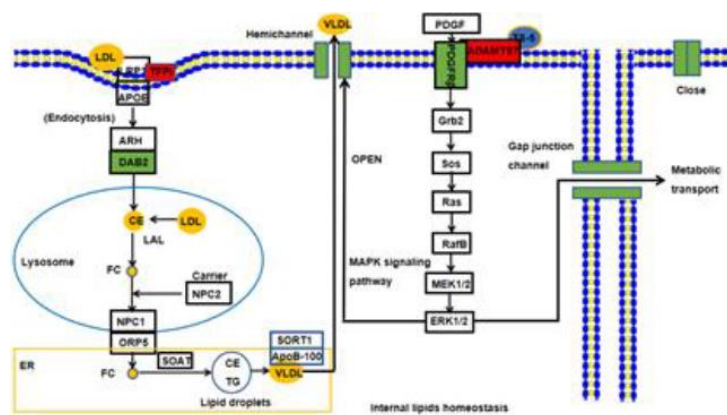 Hemichannel
VLDL
PDGF
LDL
TFPI
ADAMTS7
APOE
Close
(Endocytosis)
Grb2
ARH
DAB2
OPEN
Sos
Gap junction
channel
Metabolic
transport
Ras
CE
LDL
LAL
RafB
Lysosome
FC
Carrier
NPC2
MAPK signaling
pathway
MEK1/2
NPC1
ERK1/2
ORP5
SORT1
ApoB-100
ER
SOAT
FC
CE
TG
VLDL
Lipid droplets
Internal lipids homeostasis